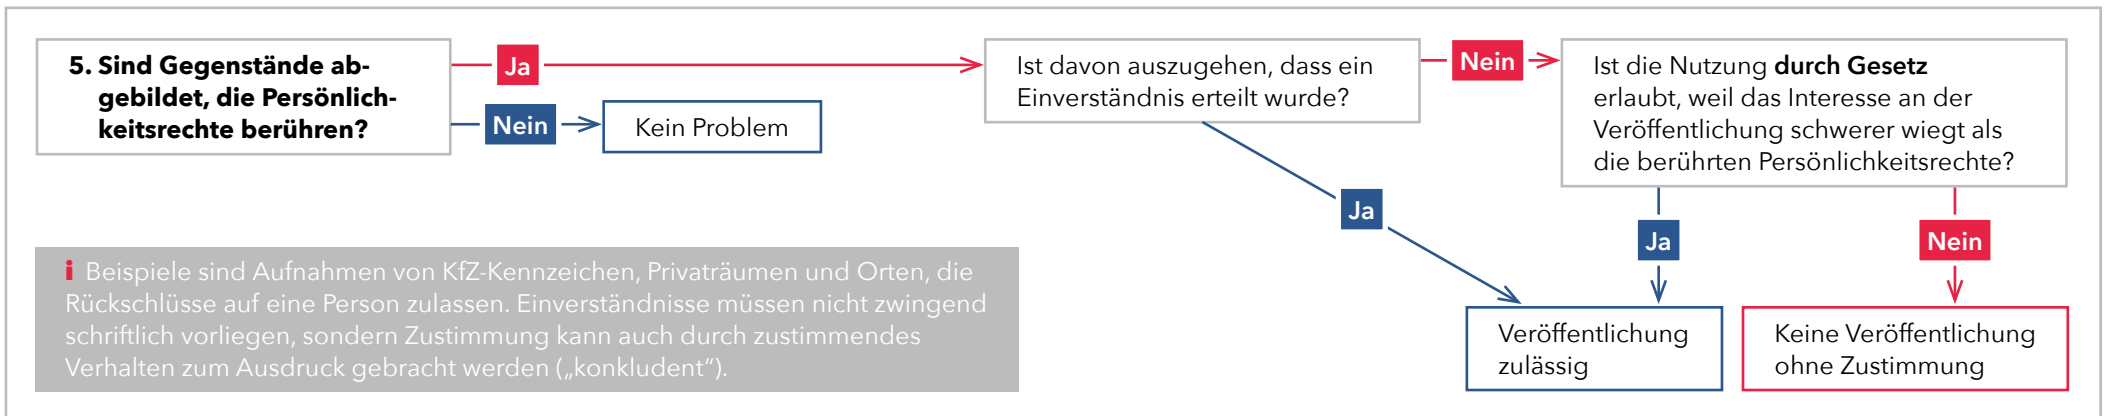 5. Sind Gegenstände ab-
gebildet, die Persönlich-
keitsrechte berühren?
Ja
Nein
Kein Problem
Ist davon auszugehen, dass ein
Einverständnis erteilt wurde?
Nein
Ja
Ist die Nutzung durch Gesetz
erlaubt, weil das Interesse an der
Veröffentlichung schwerer wiegt als
die berührten Persönlichkeitsrechte?
Ja
Nein
Veröffentlichung
zulässig
Keine Veröffentlichung
ohne Zustimmung
i Beispiele sind Aufnahmen von KfZ-Kennzeichen, Privaträumen und Orten, die
Rückschlüsse auf eine Person zulassen. Einverständnisse müssen nicht zwingend
schriftlich vorliegen, sondern Zustimmung kann auch durch zustimmendes
Verhalten zum Ausdruck gebracht werden („konkludent“).